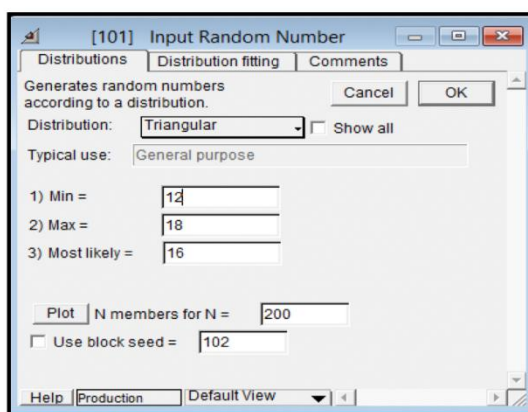 [101] Input Random Number
Distributions Distribution fitting Comments
Generates random numbers
according to a distribution.
Cancel OK
Distribution: Triangular Show all
Typical use: General purpose
1) Min = 12
2) Max = 18
3) Most likely = 16
Plot N members for N = 200
Use block seed = 102
Help Production Default View